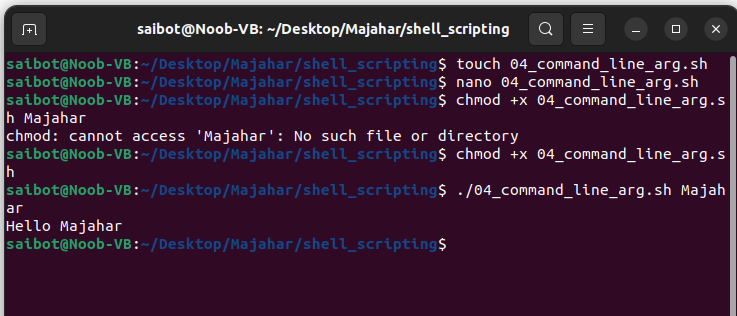 saibot@Noob-VB: ~/Desktop/Majahar/shell_scripting
saibot@Noob-VB:~/Desktop/Majahar/shell_scripting$ touch 04_command_line_arg.sh
saibot@Noob-VB:~/Desktop/Majahar/shell_scripting$ nano 04_command_line_arg.sh
saibot@Noob-VB:~/Desktop/Majahar/shell_scripting$ chmod +x 04_command_line_arg.s
h Majahar
chmod: cannot access 'Majahar': No such file or directory
saibot@Noob-VB:~/Desktop/Majahar/shell_scripting$ chmod +x 04_command_line_arg.s
h
saibot@Noob-VB:~/Desktop/Majahar/shell_scripting$ ./04_command_line_arg.sh Majah
ar
Hello Majahar
saibot@Noob-VB:~/Desktop/Majahar/shell_scripting$